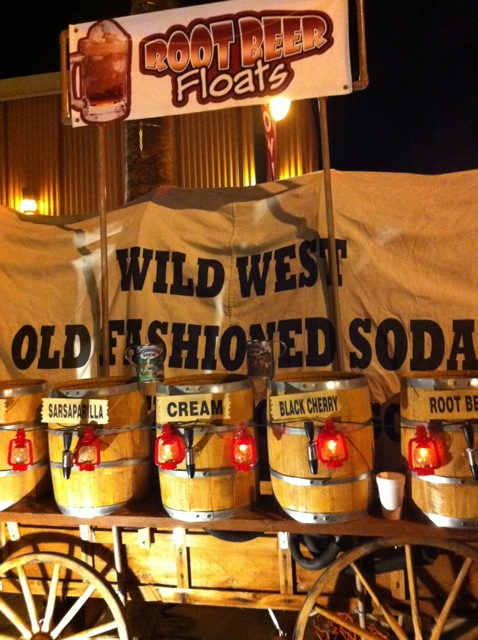 ROOT BEER
Floats
WILD WEST
OLD FASHIONED SODA
SARSAPARILLA
CREAM
BLACK CHERRY
ROOT BE